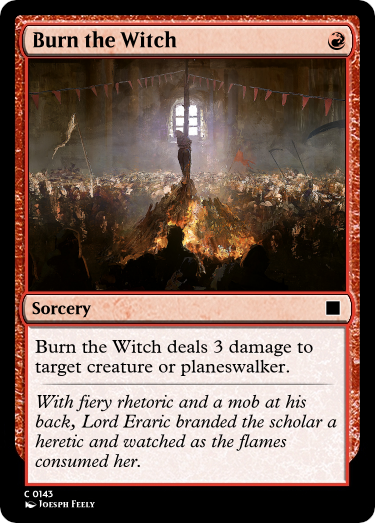 Burn the Witch
Sorcery
Burn the Witch deals 3 damage to
target creature or planeswalker.
With fiery rhetoric and a mob at his
back, Lord Eraric branded the scholar a
heretic and watched as the flames
consumed her.
C 0143
Joesph Feely